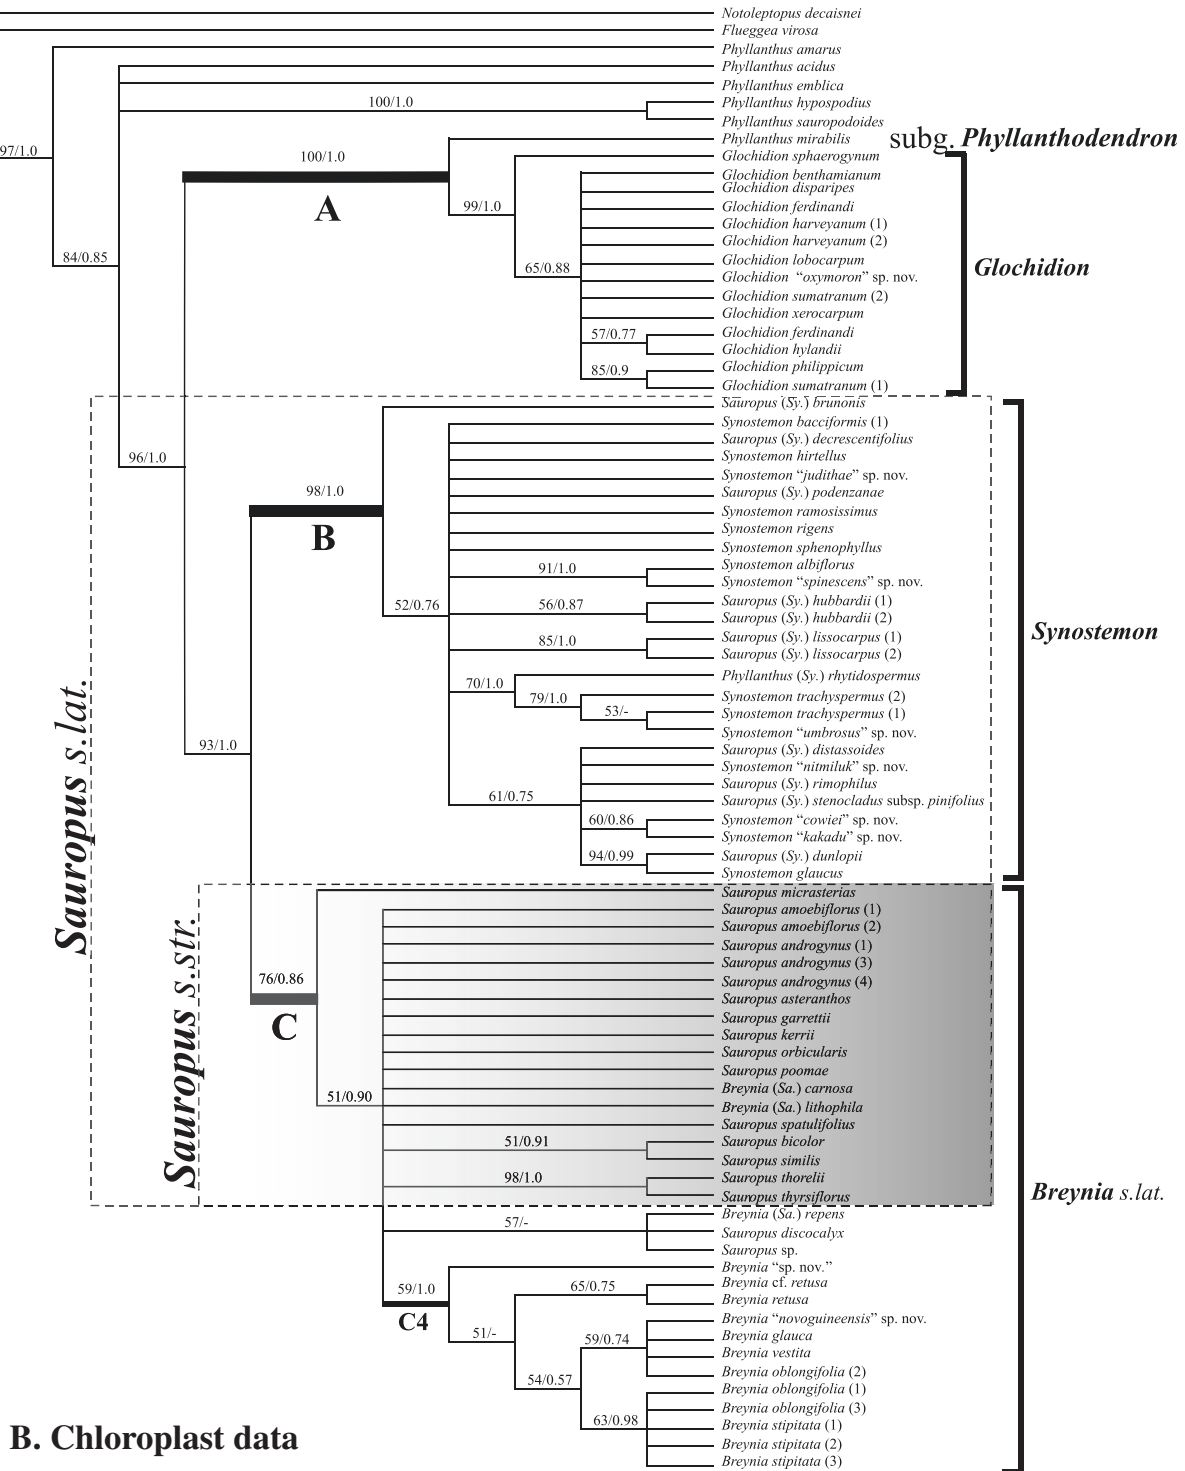 Notoleptopus decaisnei
Flueggea virosa
Phyllanthus amarus
Phyllanthus acidus
Phyllanthus emblica
100/1.0
Phyllanthus hypospodius
Phyllanthus sauropodoides
Phyllanthus mirabilis
subg. Phyllanthodendron
97/1.0
100/1.0
Glochidion sphaerogynum
Glochidion benthamianum
Glochidion disparipes
A
99/1.0
Glochidion ferdinandi
Glochidion harveyanum (1)
Glochidion harveyanum (2)
84/0.85
65/0.88
Glochidion lobocarpum
Glochidion
Glochidion “oxymoron” sp. nov.
Glochidion sumatranum (2)
Glochidion xerocarpum
57/0.77
Glochidion ferdinandi
Glochidion hylandii
85/0.9
Glochidion philippicum
Glochidion sumatranum (1)
Sauropus (Sy.) brunonis
Synostemon bacciformis (1)
Sauropus (Sy.) decrescentifolius
96/1.0
Synostemon hirtellus
Synostemon “judithae” sp. nov.
98/1.0
Sauropus (Sy.) podenzanae
Synostemon ramosissimus
B
Synostemon rigens
Synostemon sphenophyllus
91/1.0
Synostemon albiflorus
Synostemon “spinescens” sp. nov.
52/0.76
56/0.87
Sauropus (Sy.) hubbardii (1)
Sauropus (Sy.) hubbardii (2)
Synostemon
85/1.0
Sauropus (Sy.) lissocarpus (1)
Sauropus (Sy.) lissocarpus (2)
70/1.0
Phyllanthus (Sy.) rhytidospermus
79/1.0
Synostemon trachyspermus (2)
53/-
Synostemon trachyspermus (1)
Synostemon “umbrosus” sp. nov.
93/1.0
Sauropus (Sy.) distassoides
Synostemon “nitmiluk” sp. nov.
Sauropus (Sy.) rimophilus
61/0.75
Sauropus (Sy.) stenocladus subsp. pinifolius
60/0.86
Synostemon “cowiei” sp. nov.
Synostemon “kakadu” sp. nov.
94/0.99
Sauropus (Sy.) dunlopii
Synostemon glaucus
Sauropus s.lat.
Sauropus micrasterias
Sauropus amoebiflorus (1)
Sauropus amoebiflorus (2)
Sauropus androgynus (1)
Sauropus androgynus (3)
76/0.86
Sauropus androgynus (4)
Sauropus asteranthos
C
Sauropus garrettii
Sauropus kerrii
Sauropus orbicularis
Sauropus poomae
Sauropus s.str.
51/0.90
Breynia (Sa.) carnosa
Breynia (Sa.) lithophila
Sauropus spatulifolius
51/0.91
Sauropus bicolor
Sauropus similis
98/1.0
Sauropus thorelii
Sauropus thyrsiflorus
Breynia s.lat.
57/-
Breynia (Sa.) repens
Sauropus discocalyx
Sauropus sp.
Breynia “sp. nov.”
59/1.0
65/0.75
Breynia cf. retusa
Breynia retusa
C4
51/-
Breynia “novoguineensis” sp. nov.
59/0.74
Breynia glauca
Breynia vestita
54/0.57
Breynia oblongifolia (2)
Breynia oblongifolia (1)
Breynia oblongifolia (3)
63/0.98
Breynia stipitata (1)
Breynia stipitata (2)
Breynia stipitata (3)
B. Chloroplast data